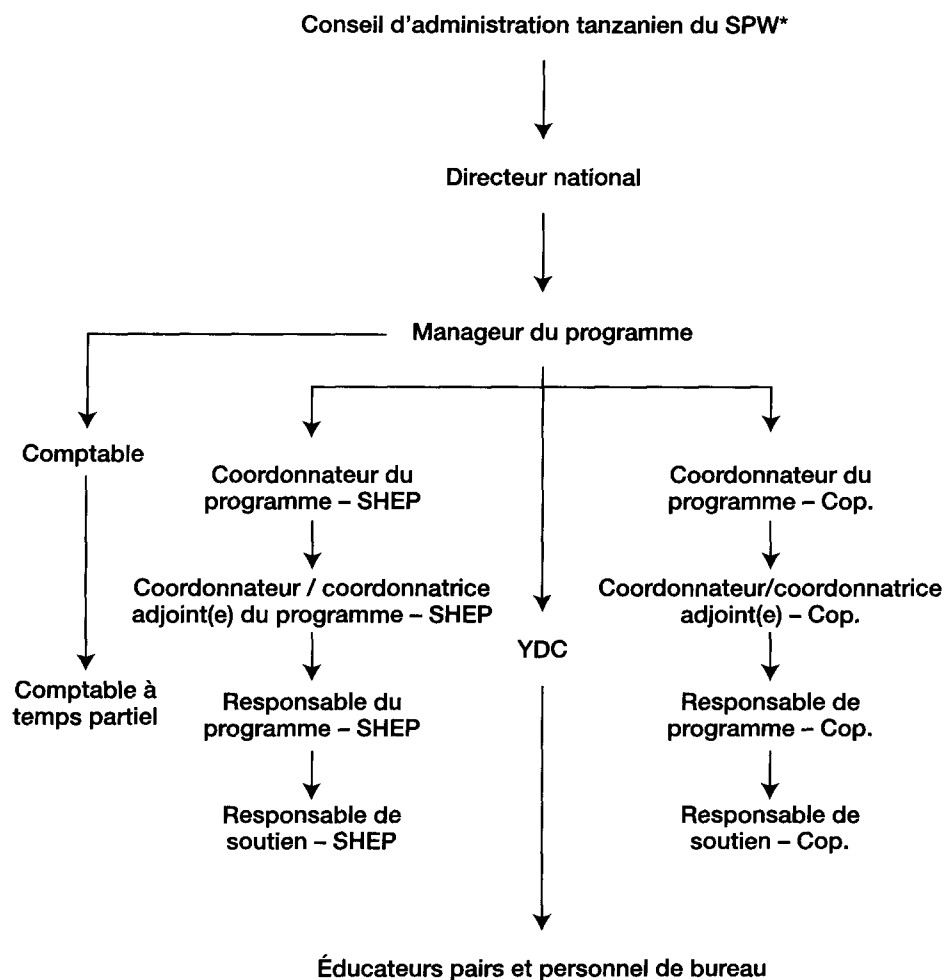 Conseil d'administration tanzanien du SPW*
Directeur national
Manageur du programme
Comptable
Comptable à
temps partiel
Coordonnateur du
programme – SHEP
Coordonnateur / coordonnatrice
adjoint(e) du programme – SHEP
Responsable du
programme – SHEP
Responsable de
soutien – SHEP
YDC
Coordonnateur du
programme – Cop.
Coordonnateur/coordonnatrice
adjoint(e) – Cop.
Responsable de
programme – Cop.
Responsable de
soutien – Cop.
Éducateurs pairs et personnel de bureau